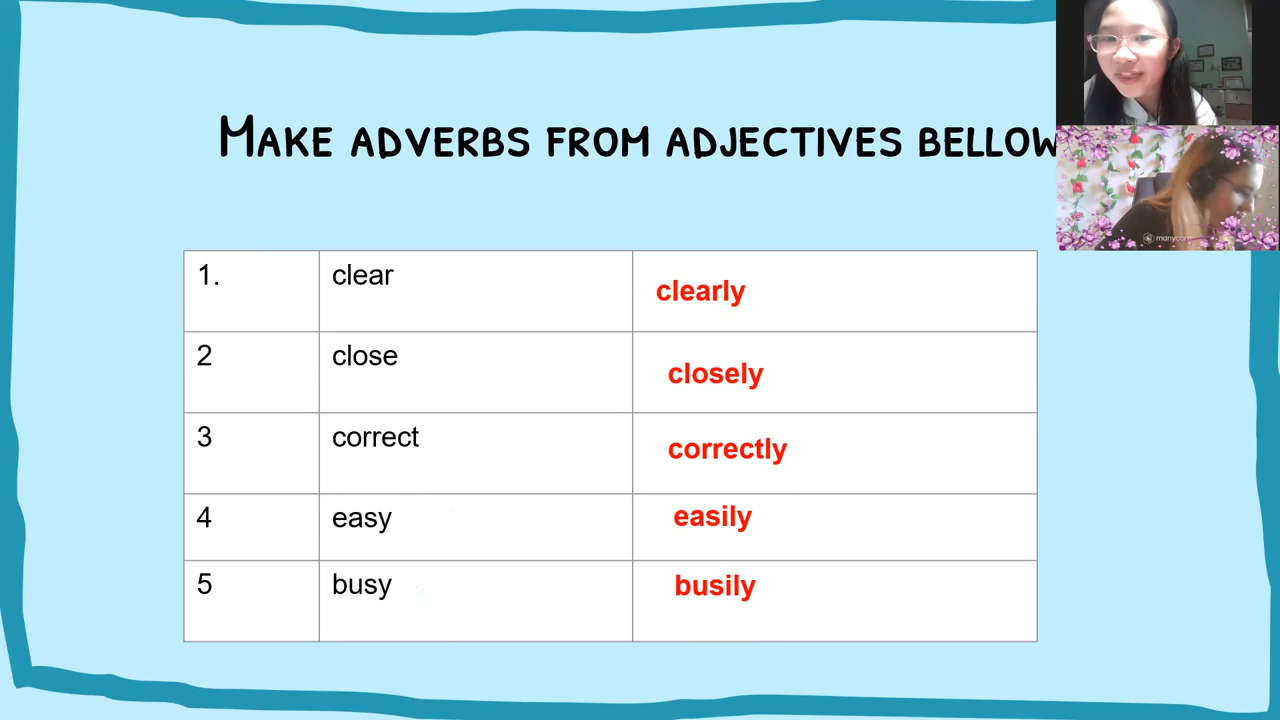 MAKE ADVERBS FROM ADJECTIVES BELLOW
1. clear clearly
2 close closely
3 correct correctly
4 easy easily
5 busy busily
manycam